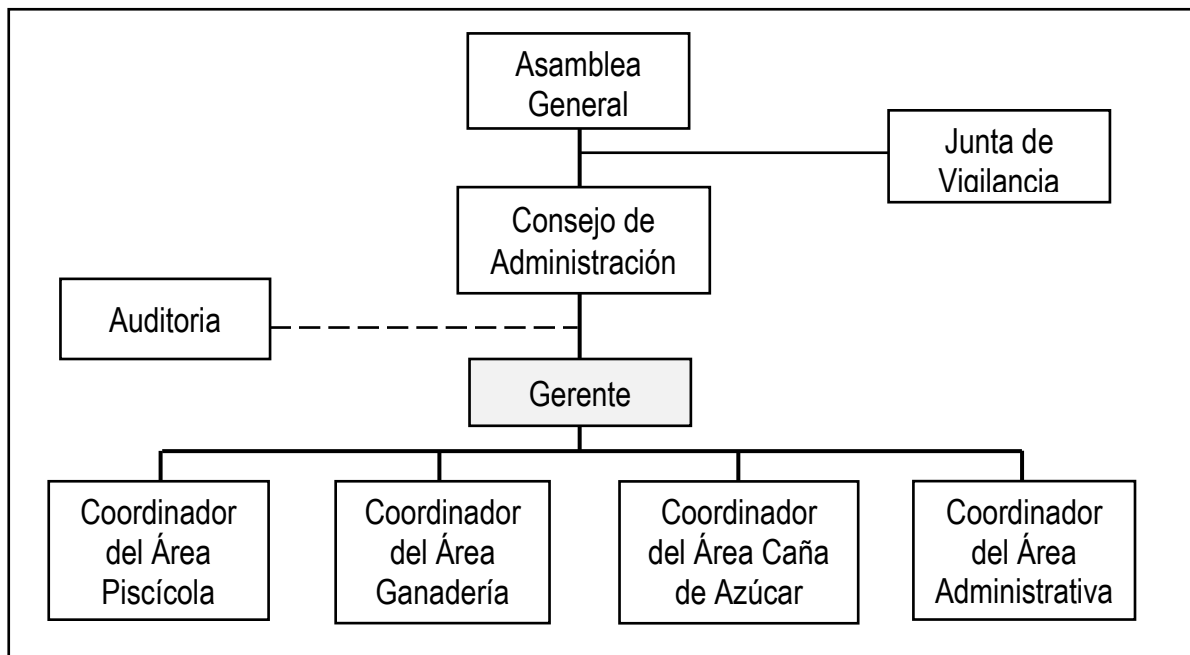 Asamblea
General
Junta de
Vigilancia
Consejo de
Administración
Auditoria
Gerente
Coordinador
del Área
Piscícola
Coordinador
del Área
Ganadería
Coordinador
del Área Caña
de Azúcar
Coordinador
del Área
Administrativa